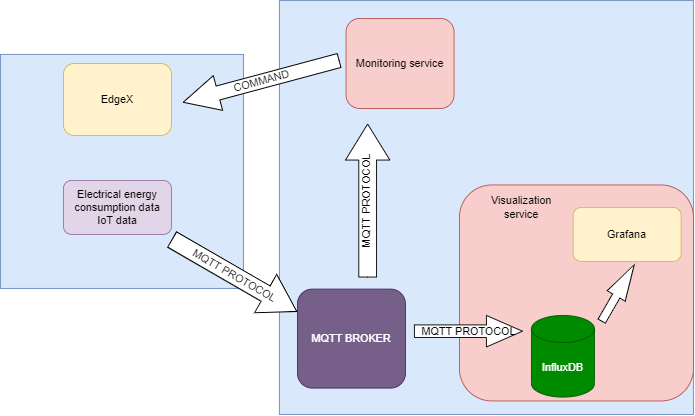 Monitoring service
COMMAND
EdgeX
Electrical energy
consumption data
IoT data
MQTT PROTOCOL
MQTT PROTOCOL
Visualization
service
Grafana
MQTT BROKER
MQTT PROTOCOL
InfluxDB